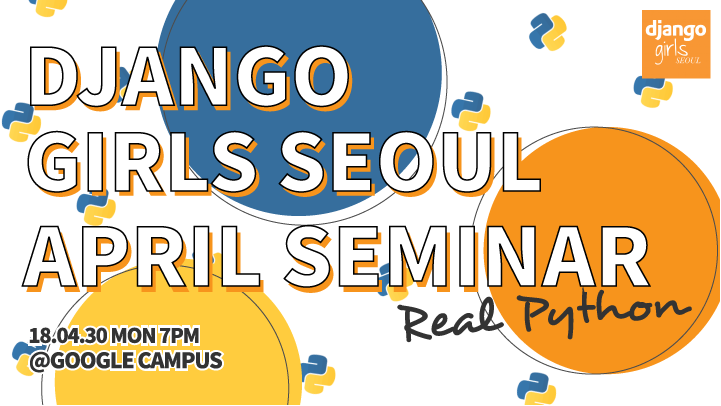 django
girls
SEOUL
DJANGO
GIRLS SEOUL
APRIL SEMINAR
Real Python
18.04.30 MON 7PM
@GOOGLE CAMPUS